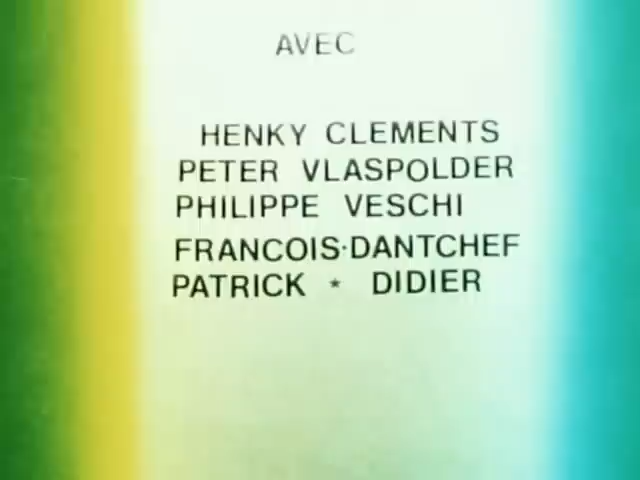 AVEC
HENKY CLEMENTS
PETER VLASPOLDER
PHILIPPE VESCHI
FRANCOIS·DANTCHEF
PATRICK * DIDIER